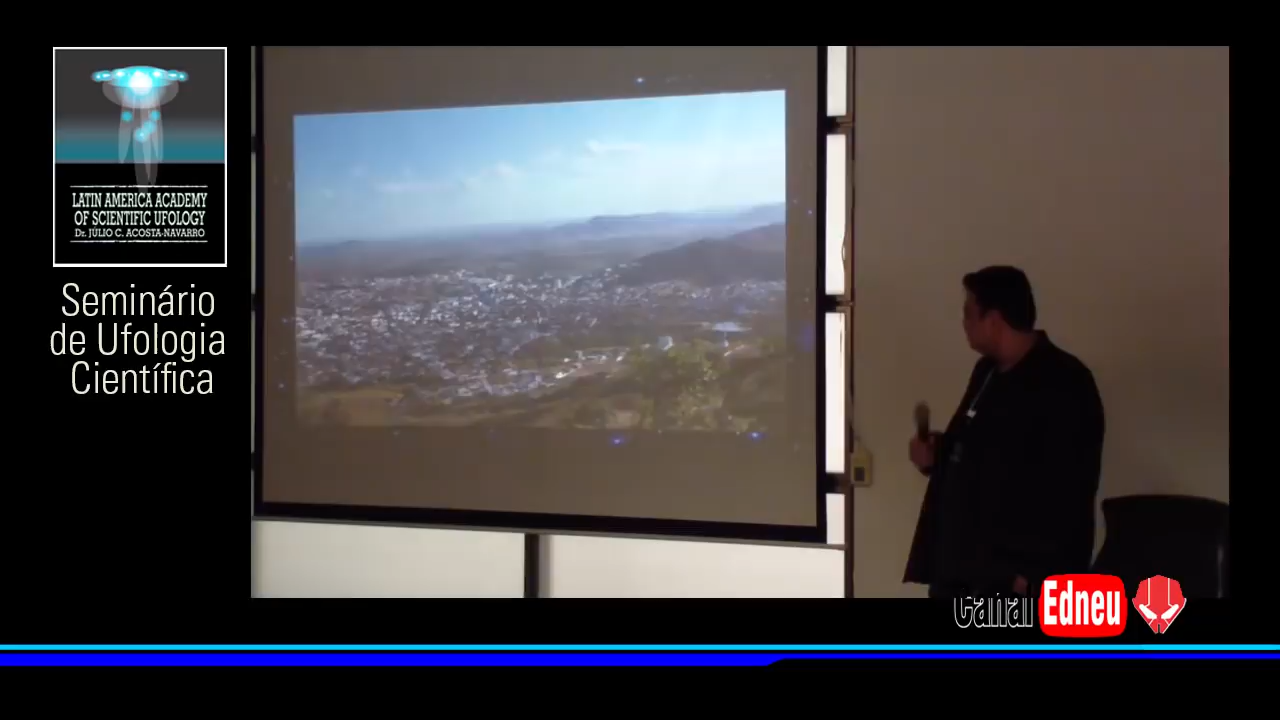 LATIN AMERICA ACADEMY
OF SCIENTIFIC UFOLOGY
Dr. JÚLIO C. ACOSTA-NAVARRO
Seminário
de Ufologia
Científica
Canal Edneu